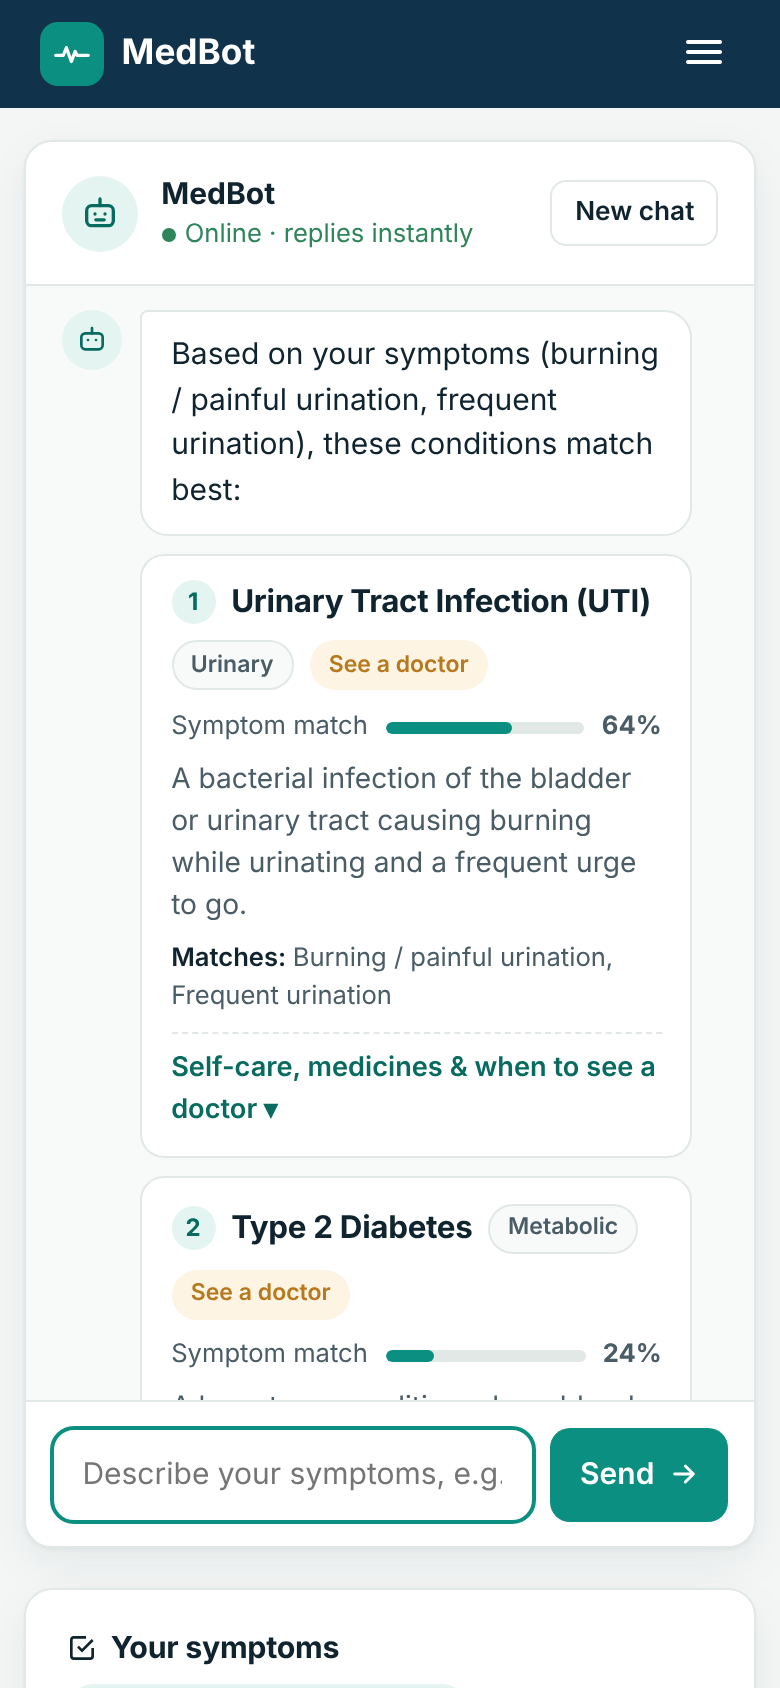 MedBot
MedBot
Online · replies instantly
New chat
Based on your symptoms (burning
/ painful urination, frequent
urination), these conditions match
best:
1 Urinary Tract Infection (UTI)
Urinary See a doctor
Symptom match 64%
A bacterial infection of the bladder
or urinary tract causing burning
while urinating and a frequent urge
to go.
Matches: Burning / painful urination,
Frequent urination
Self-care, medicines & when to see a
doctor ▾
2 Type 2 Diabetes Metabolic
See a doctor
Symptom match 24%
Describe your symptoms, e.g.
Send →
Your symptoms